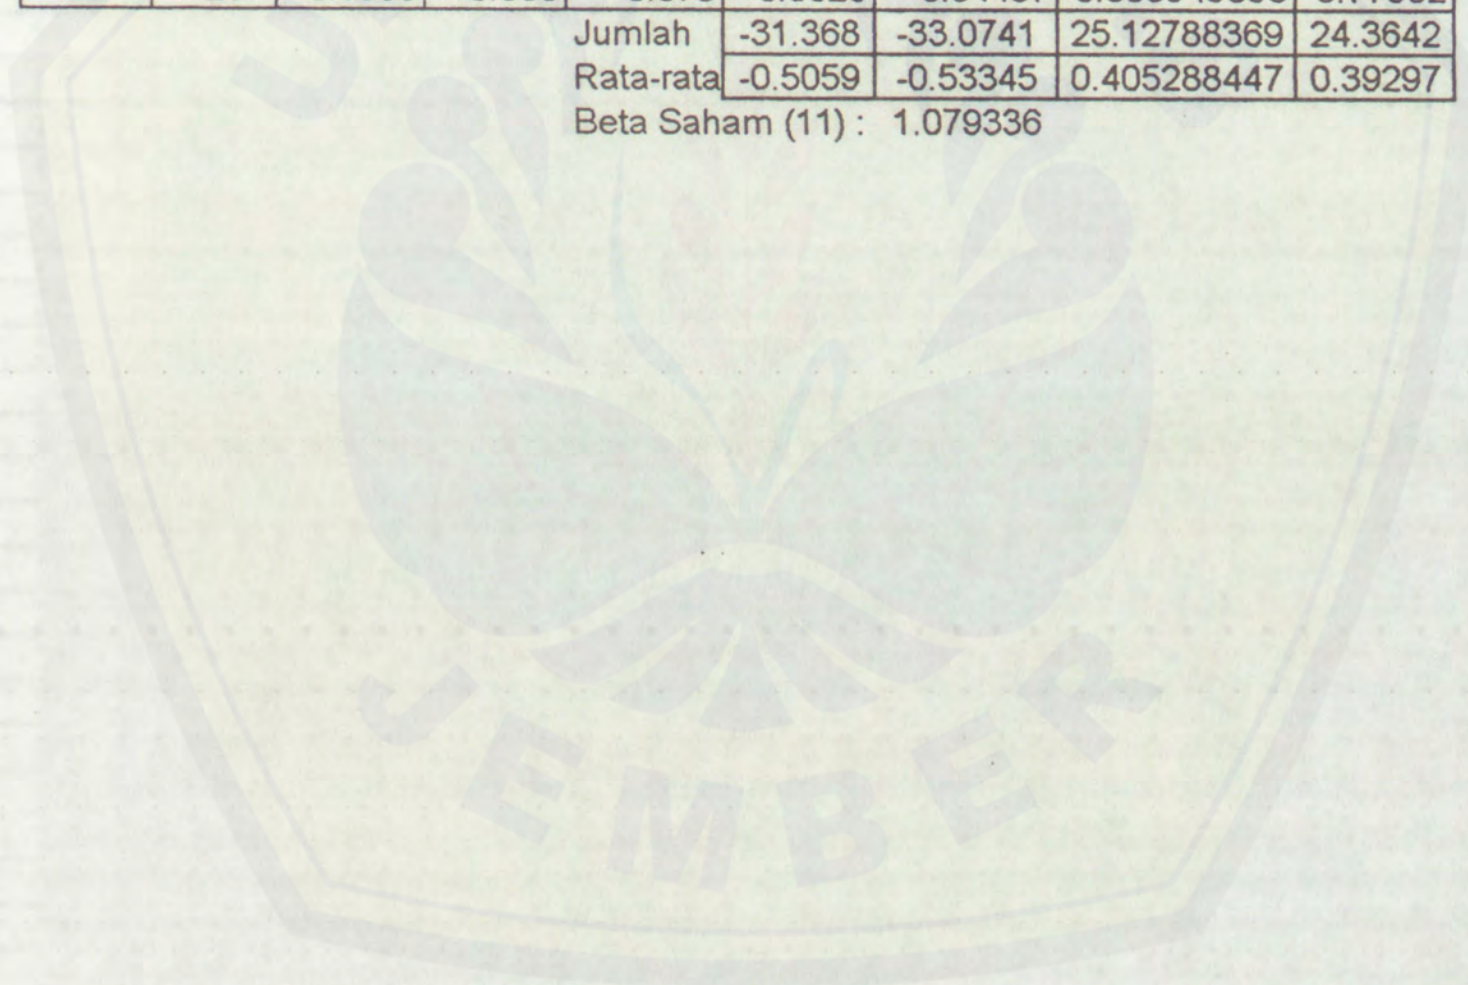 Jumlah -31.368 -33.0741 25.12788369 24.3642
Rata-rata -0.5059 -0.53345 0.405288447 0.39297
Beta Saham (11) : 1.079336
JEMBER